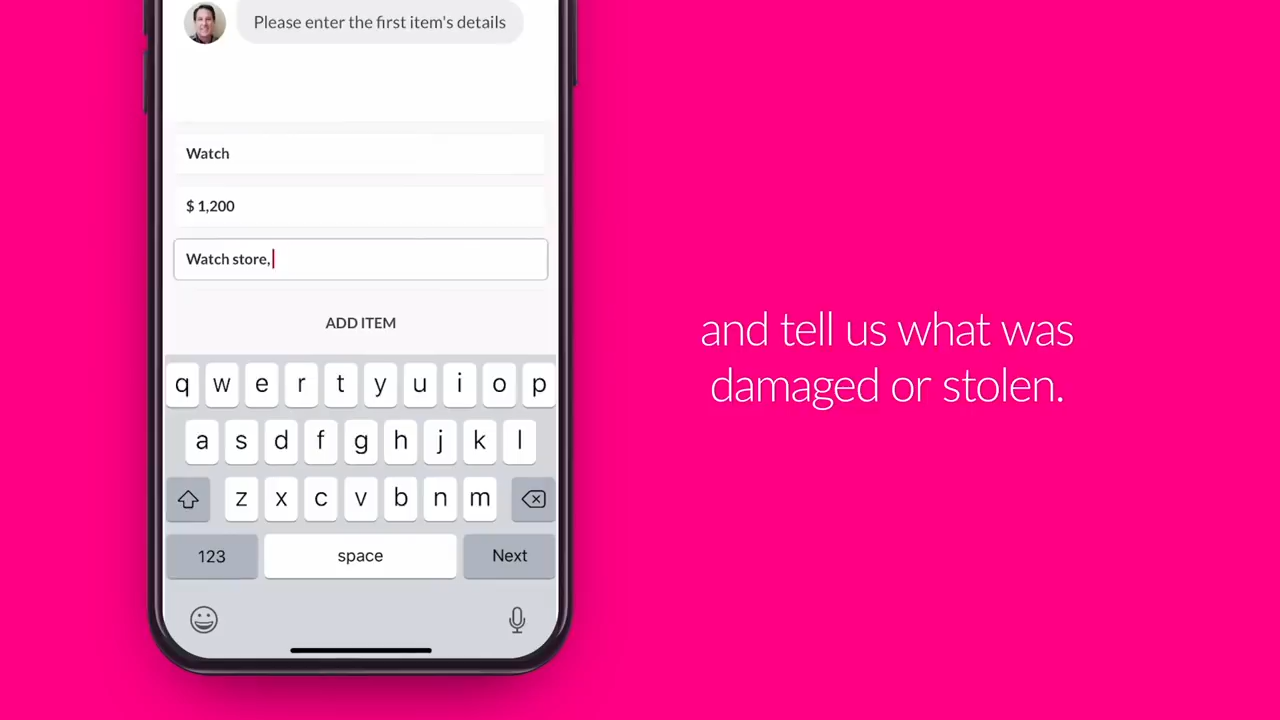 Please enter the first item's details
Watch
$ 1,200
Watch store,
ADD ITEM
q w e r t y u i o p
a s d f g h j k l
z x c v b n m
123 space Next
and tell us what was
damaged or stolen.